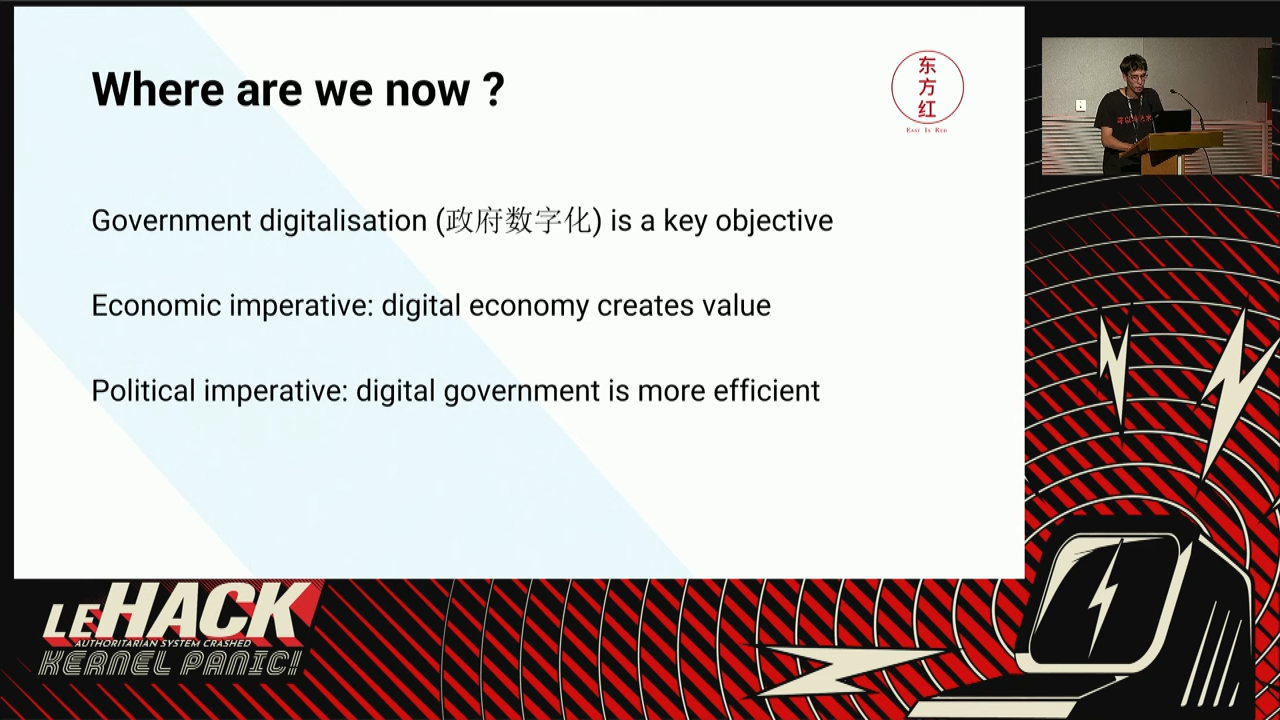 Where are we now ?
东
方
红
East Is Red
Government digitalisation (政府数字化) is a key objective
Economic imperative: digital economy creates value
Political imperative: digital government is more efficient
LEHACK
AUTHORITARIAN SYSTEM CRASHED
KERNEL PANIC!